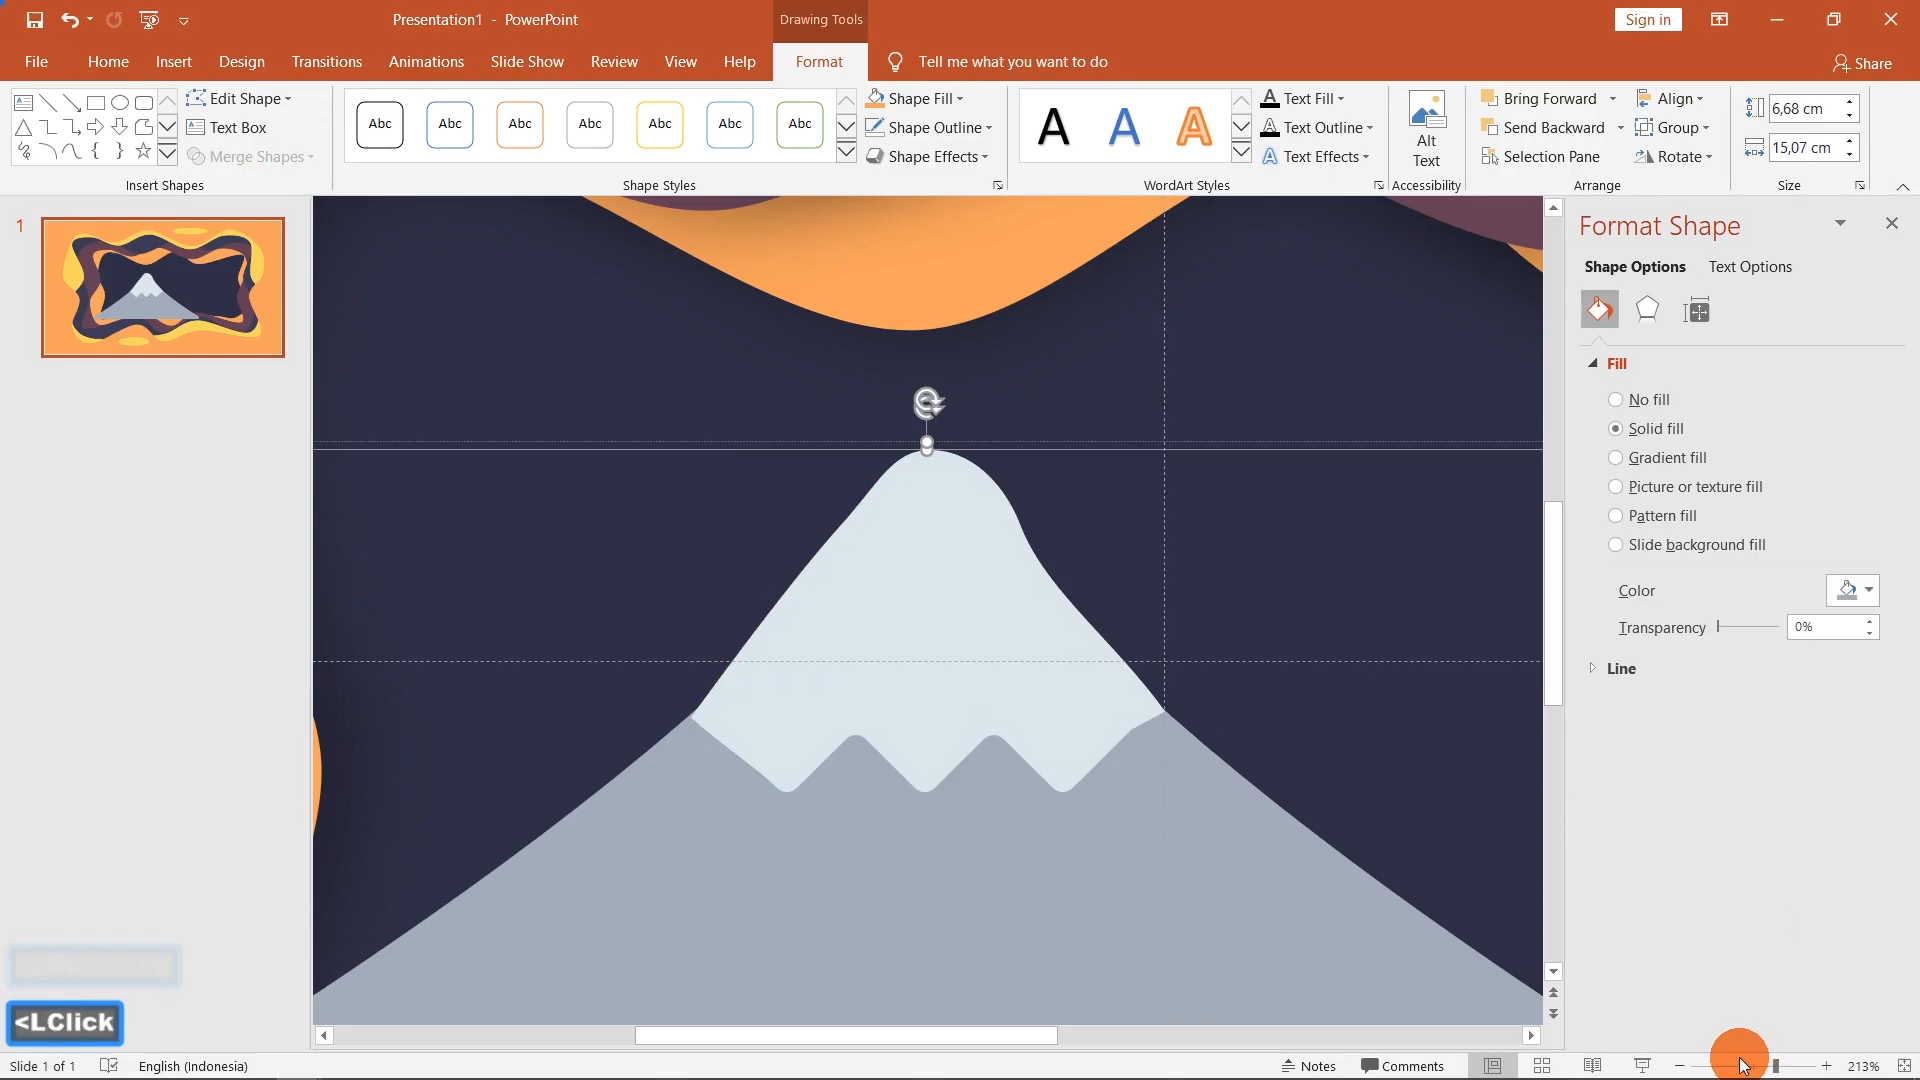 Presentation1 - PowerPoint
Drawing Tools
Sign in
File
Home
Insert
Design
Transitions
Animations
Slide Show
Review
View
Help
Format
Tell me what you want to do
Share
Edit Shape
Text Box
Merge Shapes
Insert Shapes
Abc
Abc
Abc
Abc
Abc
Abc
Abc
Shape Fill
Shape Outline
Shape Effects
Shape Styles
A
A
A
Text Fill
Text Outline
Text Effects
WordArt Styles
Alt
Text
Accessibility
Bring Forward
Send Backward
Selection Pane
Align
Group
Rotate
Arrange
6,68 cm
15,07 cm
Size
1
Format Shape
Shape Options
Text Options
Fill
No fill
Solid fill
Gradient fill
Picture or texture fill
Pattern fill
Slide background fill
Color
Transparency
0%
Line
<LClick
Slide 1 of 1
English (Indonesia)
Notes
Comments
213%